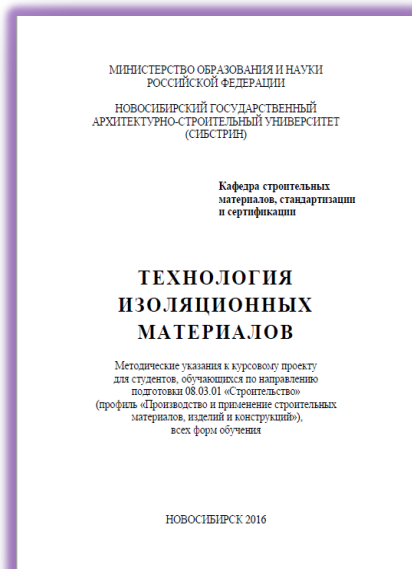 МИНИСТЕРСТВО ОБРАЗОВАНИЯ И НАУКИ
РОССИЙСКОЙ ФЕДЕРАЦИИ
НОВОСИБИРСКИЙ ГОСУДАРСТВЕННЫЙ
АРХИТЕКТУРНО-СТРОИТЕЛЬНЫЙ УНИВЕРСИТЕТ
(СИБСТРИН)
Кафедра строительных
материалов, стандартизации
и сертификации
ТЕХНОЛОГИЯ
ИЗОЛЯЦИОННЫХ
МАТЕРИАЛОВ
Методические указания к курсовому проекту
для студентов, обучающихся по направлению
подготовки 08.03.01 «Строительство»
(профиль «Производство и применение строительных
материалов, изделий и конструкций»),
всех форм обучения
НОВОСИБИРСК 2016